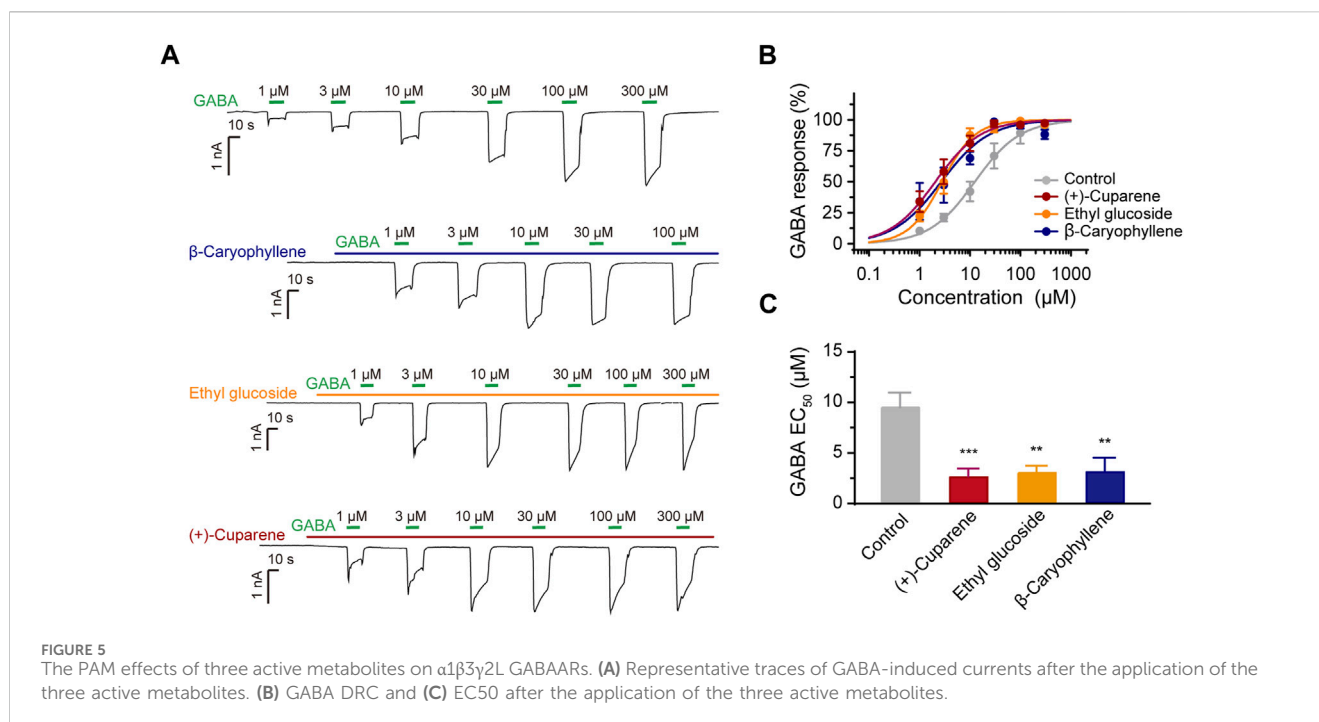 A
1 μM 3 μM 10 μM 30 μM 100 μM 300 μM
GABA
10 s
1 nA
GABA 1 μM 3 μM 10 μM 30 μM 100 μM
β-Caryophyllene
10 s
1 nA
GABA 1 μM 3 μM 10 μM 30 μM 100 μM 300 μM
Ethyl glucoside
10 s
1 nA
GABA 1 μM 3 μM 10 μM 30 μM 100 μM 300 μM
(+)-Cuparene
10 s
1 nA
B
GABA response (%)
100
75
50
25
0
Control
(+)-Cuparene
Ethyl glucoside
β-Caryophyllene
0.1 1 10 100 1000
Concentration (μM)
C
GABA EC50 (μM)
15
10
5
0
*** ** **
Control
(+)-Cuparene
Ethyl glucoside
β-Caryophyllene
FIGURE 5
The PAM effects of three active metabolites on α1β3γ2L GABAARs. (A) Representative traces of GABA-induced currents after the application of the
three active metabolites. (B) GABA DRC and (C) EC50 after the application of the three active metabolites.